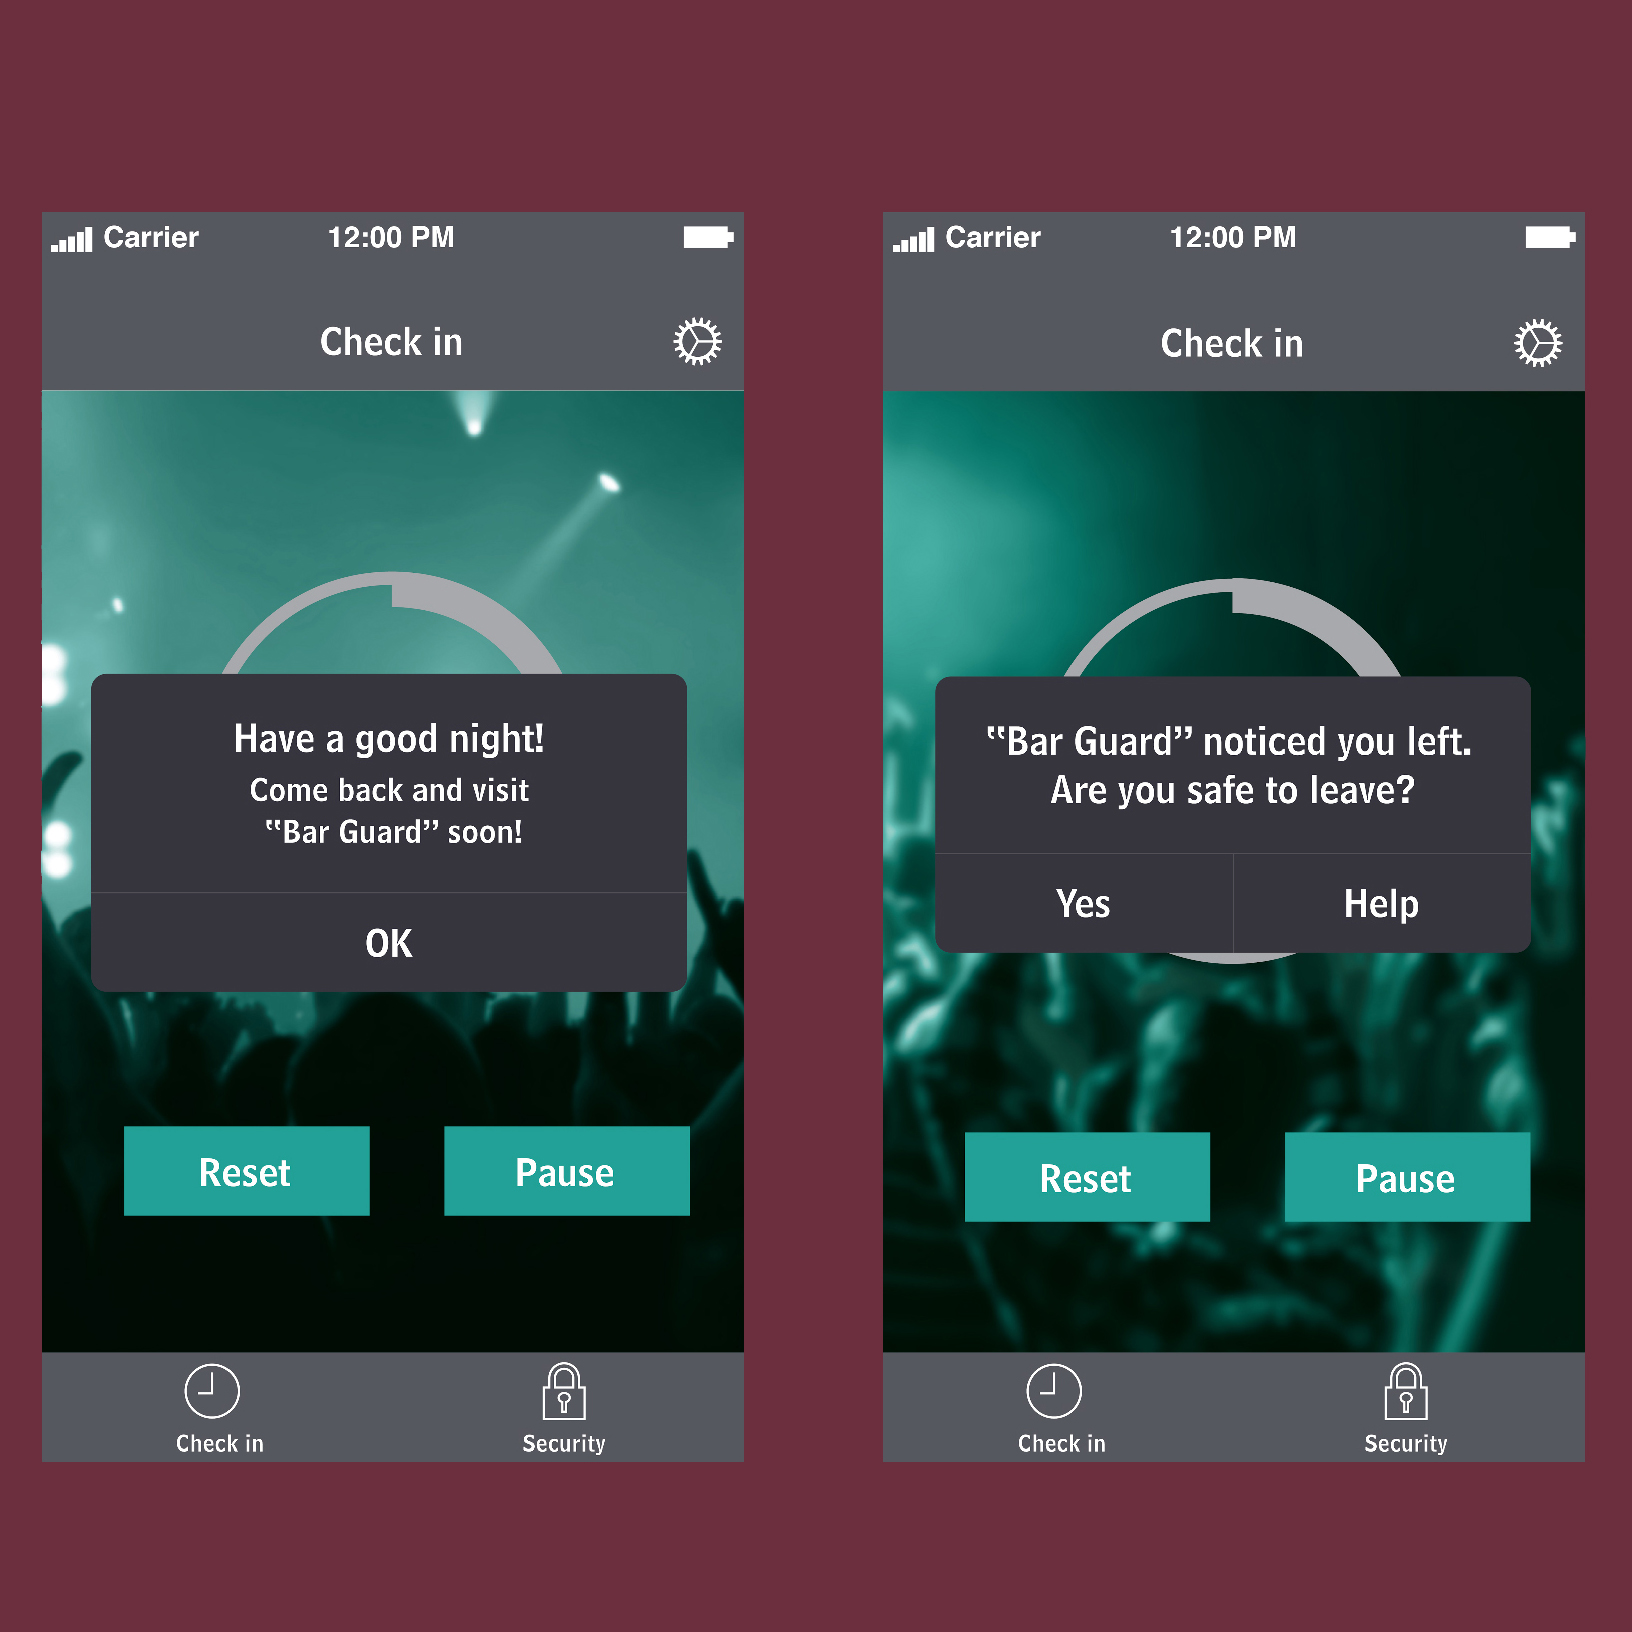 Carrier 12:00 PM
Check in
Have a good night!
Come back and visit
“Bar Guard” soon!
OK
Reset Pause
Check in Security
Carrier 12:00 PM
Check in
“Bar Guard” noticed you left.
Are you safe to leave?
Yes Help
Reset Pause
Check in Security